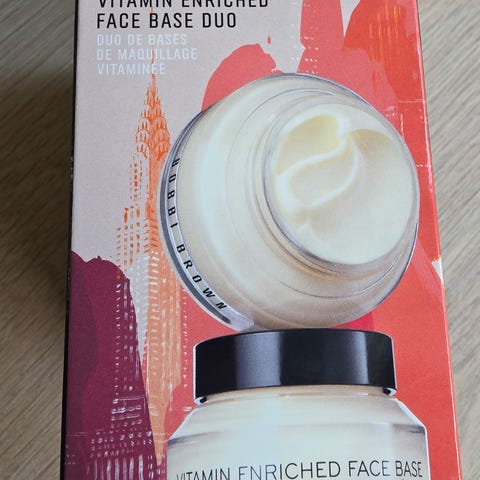 VITAMIN ENRICHED
FACE BASE DUO
DUO DE BASES
DE MAQUILLAGE
VITAMINÉE
BOBBI BROWN
VITAMIN ENRICHED FACE BASE